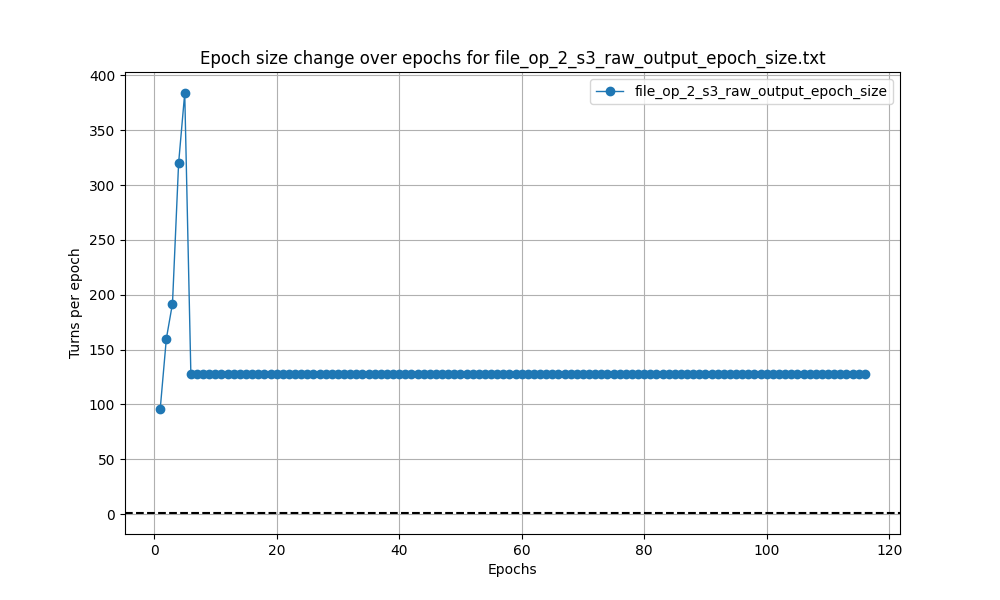 Epoch size change over epochs for file_op_2_s3_raw_output_epoch_size.txt
file_op_2_s3_raw_output_epoch_size
400
350
300
250
200
150
100
50
0
Turns per epoch
0 20 40 60 80 100 120
Epochs